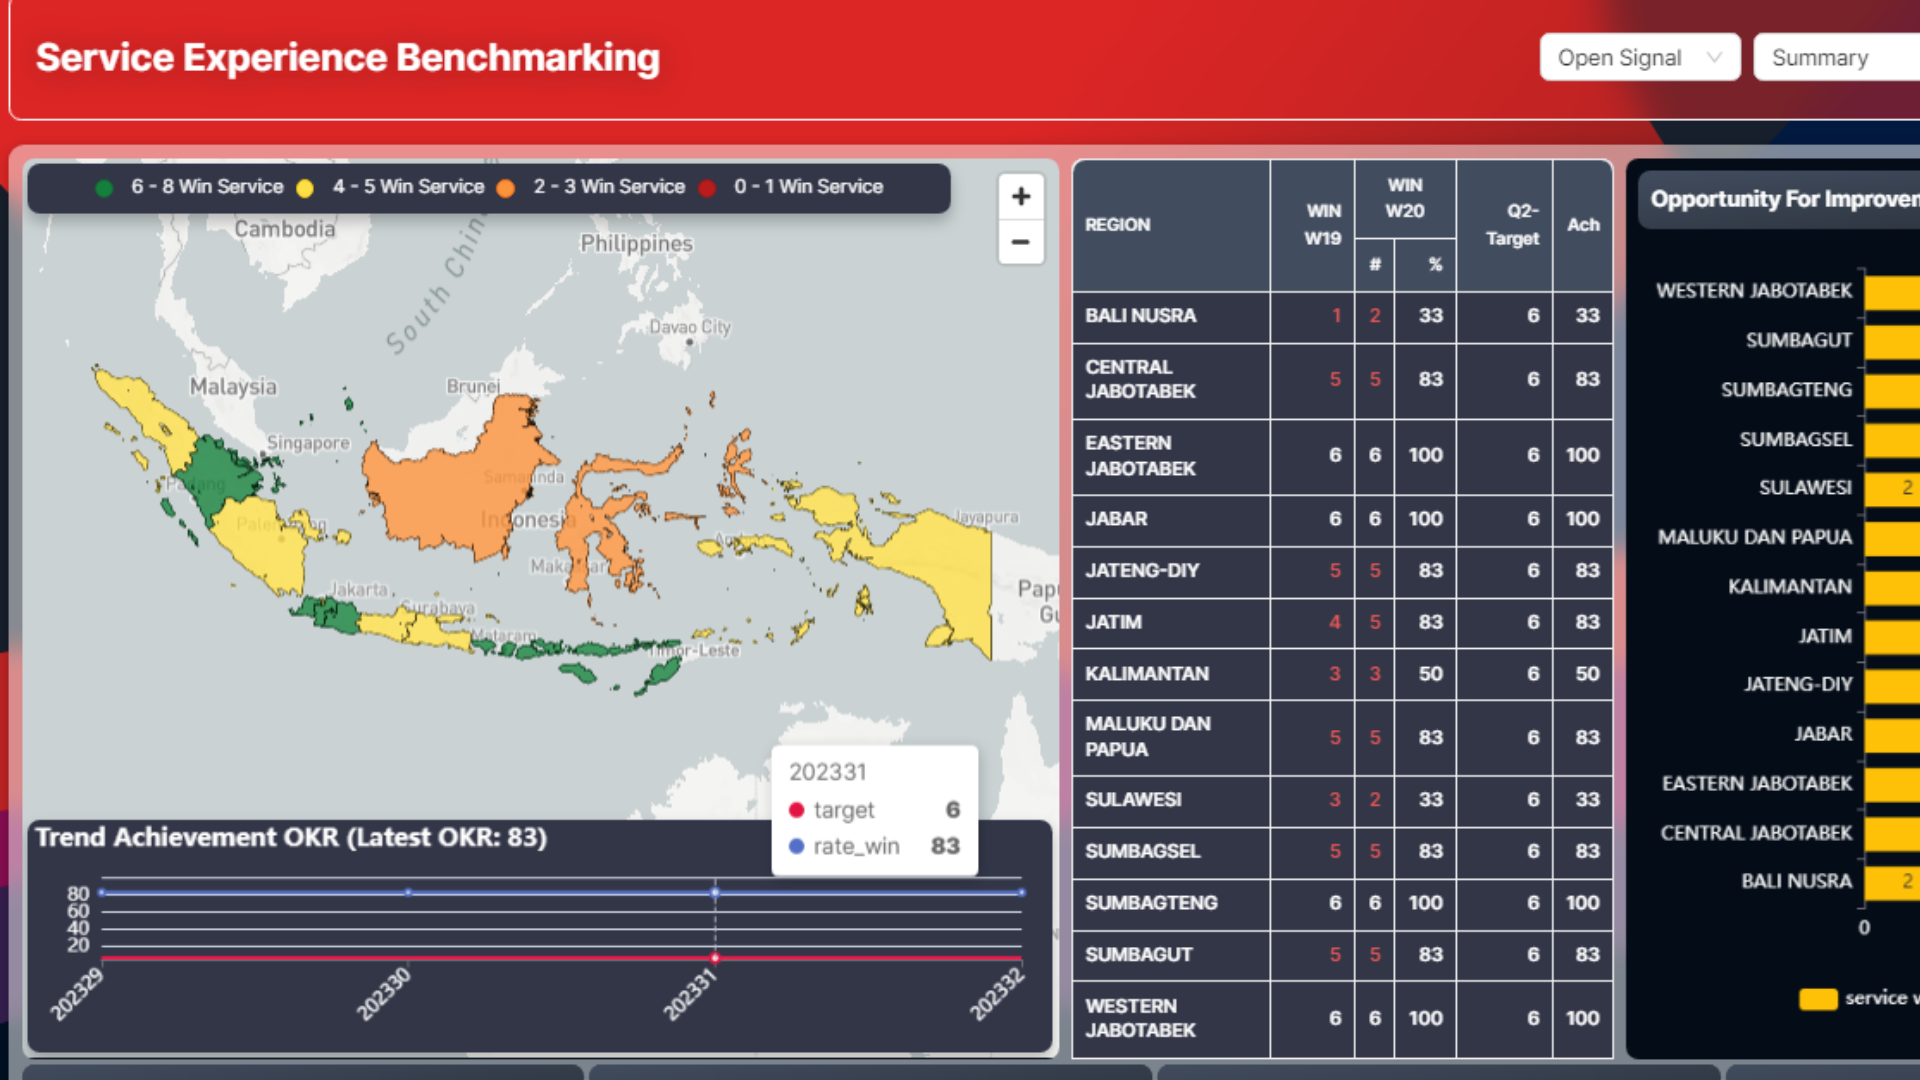 Service Experience Benchmarking
Open Signal
Summary
6 - 8 Win Service
4 - 5 Win Service
2 - 3 Win Service
0 - 1 Win Service
+
−
Cambodia
South Chin
Philippines
Davao City
Malaysia
Brunei
Singapore
Padang
Samarinda
Palembang
Indonesia
Jayapura
Makassar
Jakarta
Surabaya
Mataram
Timor-Leste
202331
target 6
rate_win 83
Trend Achievement OKR (Latest OKR: 83)
80
60
40
20
202329
202330
202331
202332
REGION WIN W19 WIN W20 # % Q2-Target Ach
BALI NUSRA 1 2 33 6 33
CENTRAL JABOTABEK 5 5 83 6 83
EASTERN JABOTABEK 6 6 100 6 100
JABAR 6 6 100 6 100
JATENG-DIY 5 5 83 6 83
JATIM 4 5 83 6 83
KALIMANTAN 3 3 50 6 50
MALUKU DAN PAPUA 5 5 83 6 83
SULAWESI 3 2 33 6 33
SUMBAGSEL 5 5 83 6 83
SUMBAGTENG 6 6 100 6 100
SUMBAGUT 5 5 83 6 83
WESTERN JABOTABEK 6 6 100 6 100
Opportunity For Improve
WESTERN JABOTABEK
SUMBAGUT
SUMBAGTENG
SUMBAGSEL
SULAWESI 2
MALUKU DAN PAPUA
KALIMANTAN
JATIM
JATENG-DIY
JABAR
EASTERN JABOTABEK
CENTRAL JABOTABEK
BALI NUSRA 2
0
service